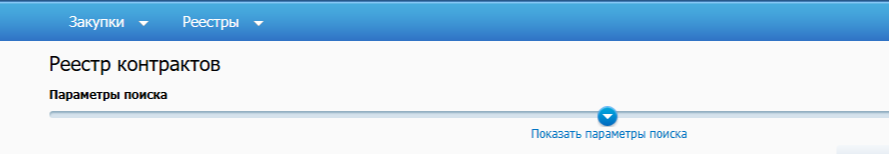 Закупки Реестры
Реестр контрактов
Параметры поиска
Показать параметры поиска